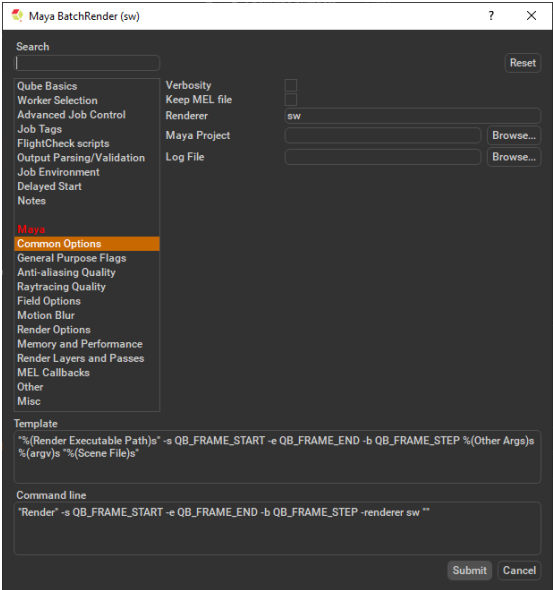 Maya BatchRender (sw)
?
Search
Reset
Qube Basics
Worker Selection
Advanced Job Control
Job Tags
FlightCheck scripts
Output Parsing/Validation
Job Environment
Delayed Start
Notes
Maya
Common Options
General Purpose Flags
Anti-aliasing Quality
Raytracing Quality
Field Options
Motion Blur
Render Options
Memory and Performance
Render Layers and Passes
MEL Callbacks
Other
Misc
Verbosity
Keep MEL file
Renderer sw
Maya Project Browse...
Log File Browse...
Template
"%(Render Executable Path)s" -s QB_FRAME_START -e QB_FRAME_END -b QB_FRAME_STEP %(Other Args)s
%(argv)s "%(Scene File)s"
Command line
"Render" -s QB_FRAME_START -e QB_FRAME_END -b QB_FRAME_STEP -renderer sw ""
Submit Cancel